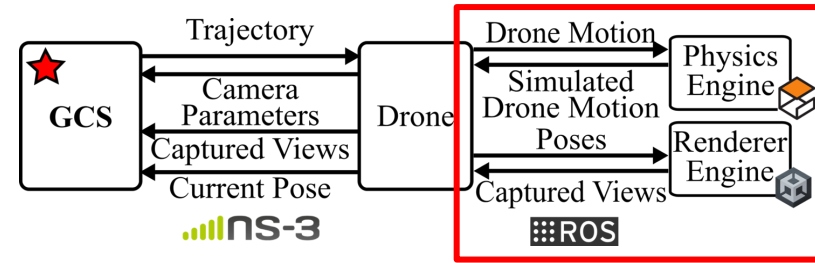 Trajectory
Camera
Parameters
Captured Views
Current Pose
GCS
Drone
Drone Motion
Simulated
Drone Motion
Poses
Captured Views
Physics
Engine
Renderer
Engine
NS-3
ROS